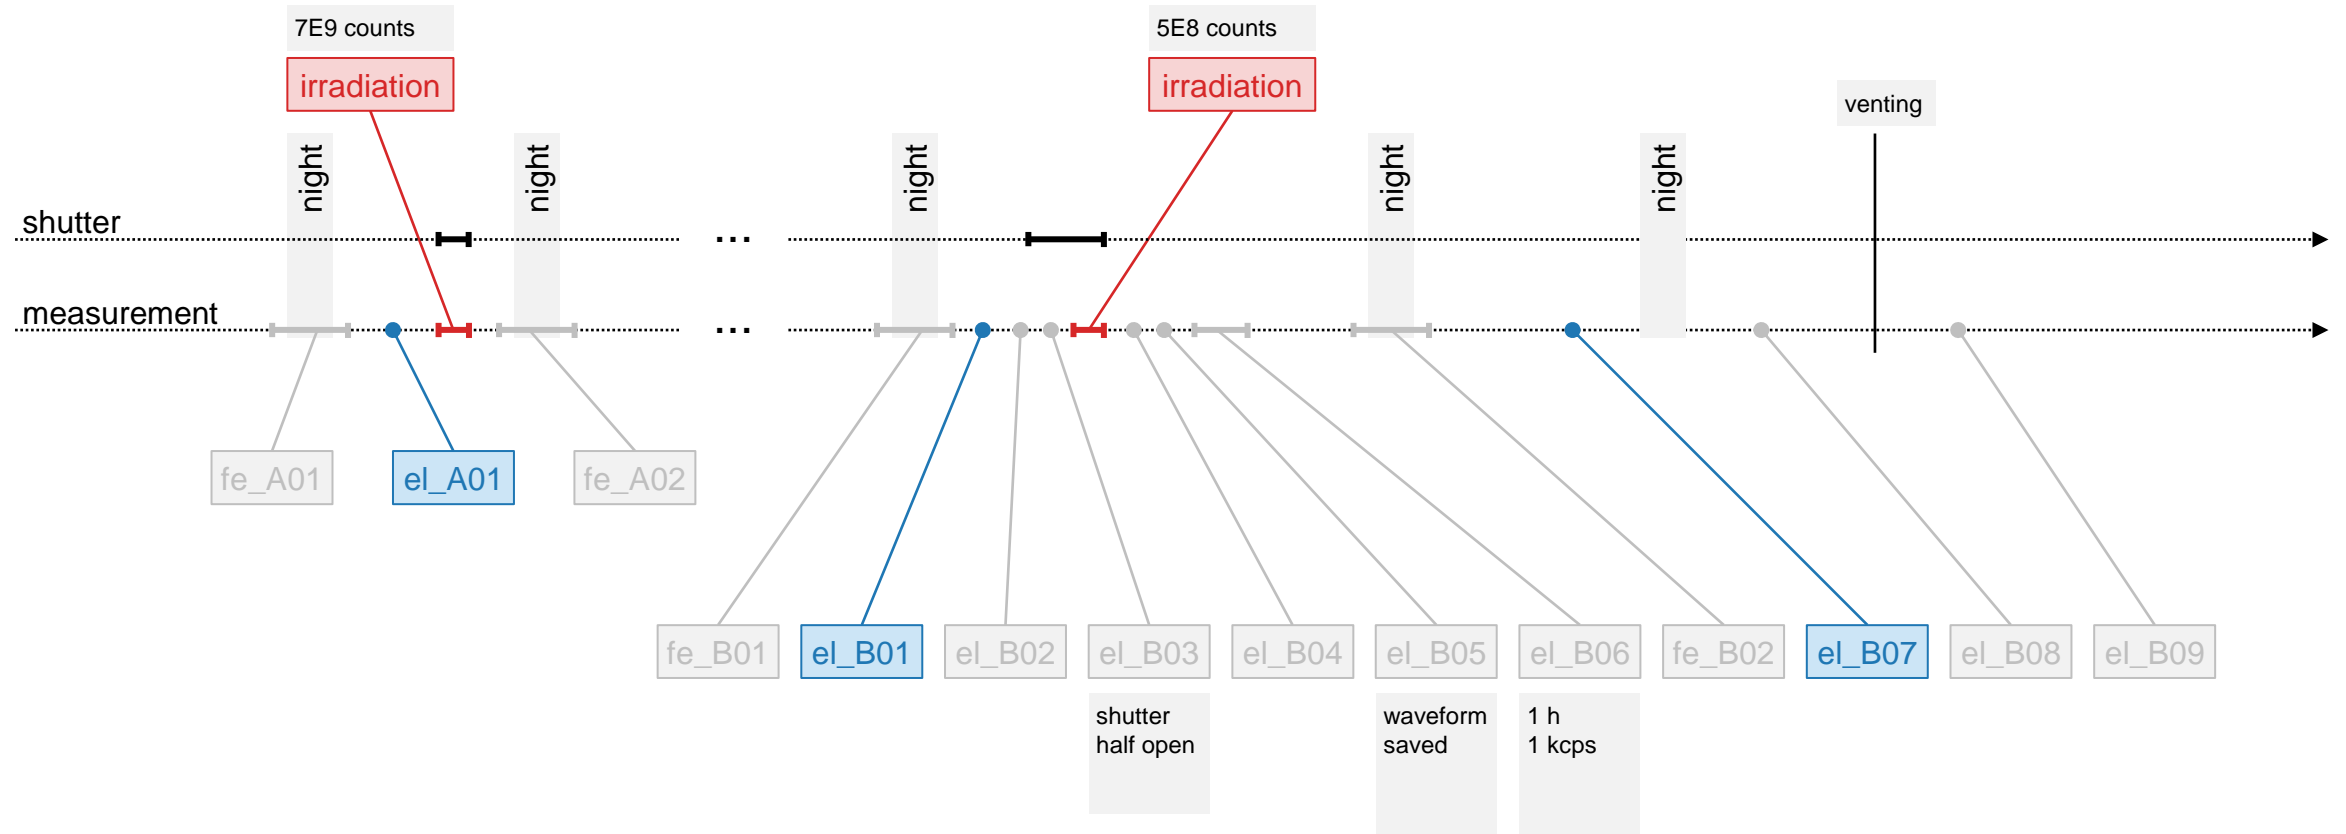 7E9 counts
5E8 counts
irradiation
irradiation
venting
night
night
night
night
night
shutter
...
measurement
...
fe_A01
el_A01
fe_A02
fe_B01
el_B01
el_B02
el_B03
el_B04
el_B05
el_B06
fe_B02
el_B07
el_B08
el_B09
shutter
half open
waveform
saved
1 h
1 kcps